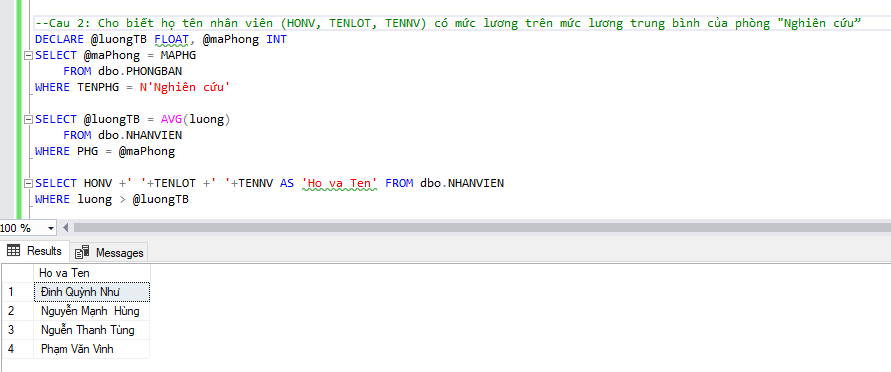 --Cau 2: Cho biết họ tên nhân viên (HONV, TENLOT, TENNV) có mức lương trên mức lương trung bình của phòng "Nghiên cứu”
DECLARE @luongTB FLOAT, @maPhong INT
SELECT @maPhong = MAPHG
FROM dbo.PHONGBAN
WHERE TENPHG = N'Nghiên cứu'
SELECT @luongTB = AVG(luong)
FROM dbo.NHANVIEN
WHERE PHG = @maPhong
SELECT HONV +' '+TENLOT +' '+TENNV AS 'Ho va Ten' FROM dbo.NHANVIEN
WHERE luong > @luongTB
100 %
Results Messages
Ho va Ten
1 Đinh Quỳnh Như
2 Nguyễn Mạnh Hùng
3 Nguễn Thanh Tùng
4 Phạm Văn Vinh